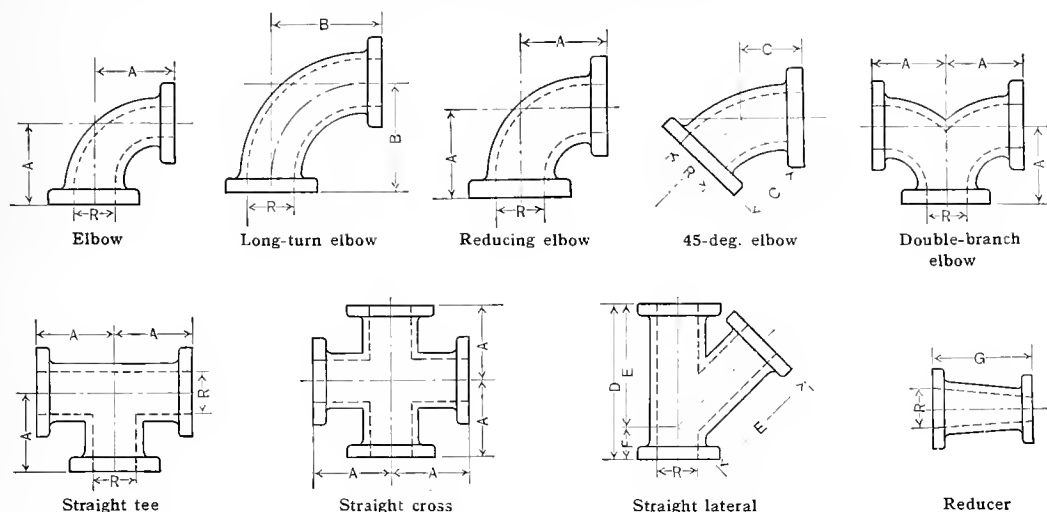 A B A C A A
A B A R C A
R R R R
Elbow Long-turn elbow Reducing elbow 45-deg. elbow Double-branch
elbow
A A A A D E E F R G R
A R R A A A R
Straight tee Straight cross Straight lateral Reducer